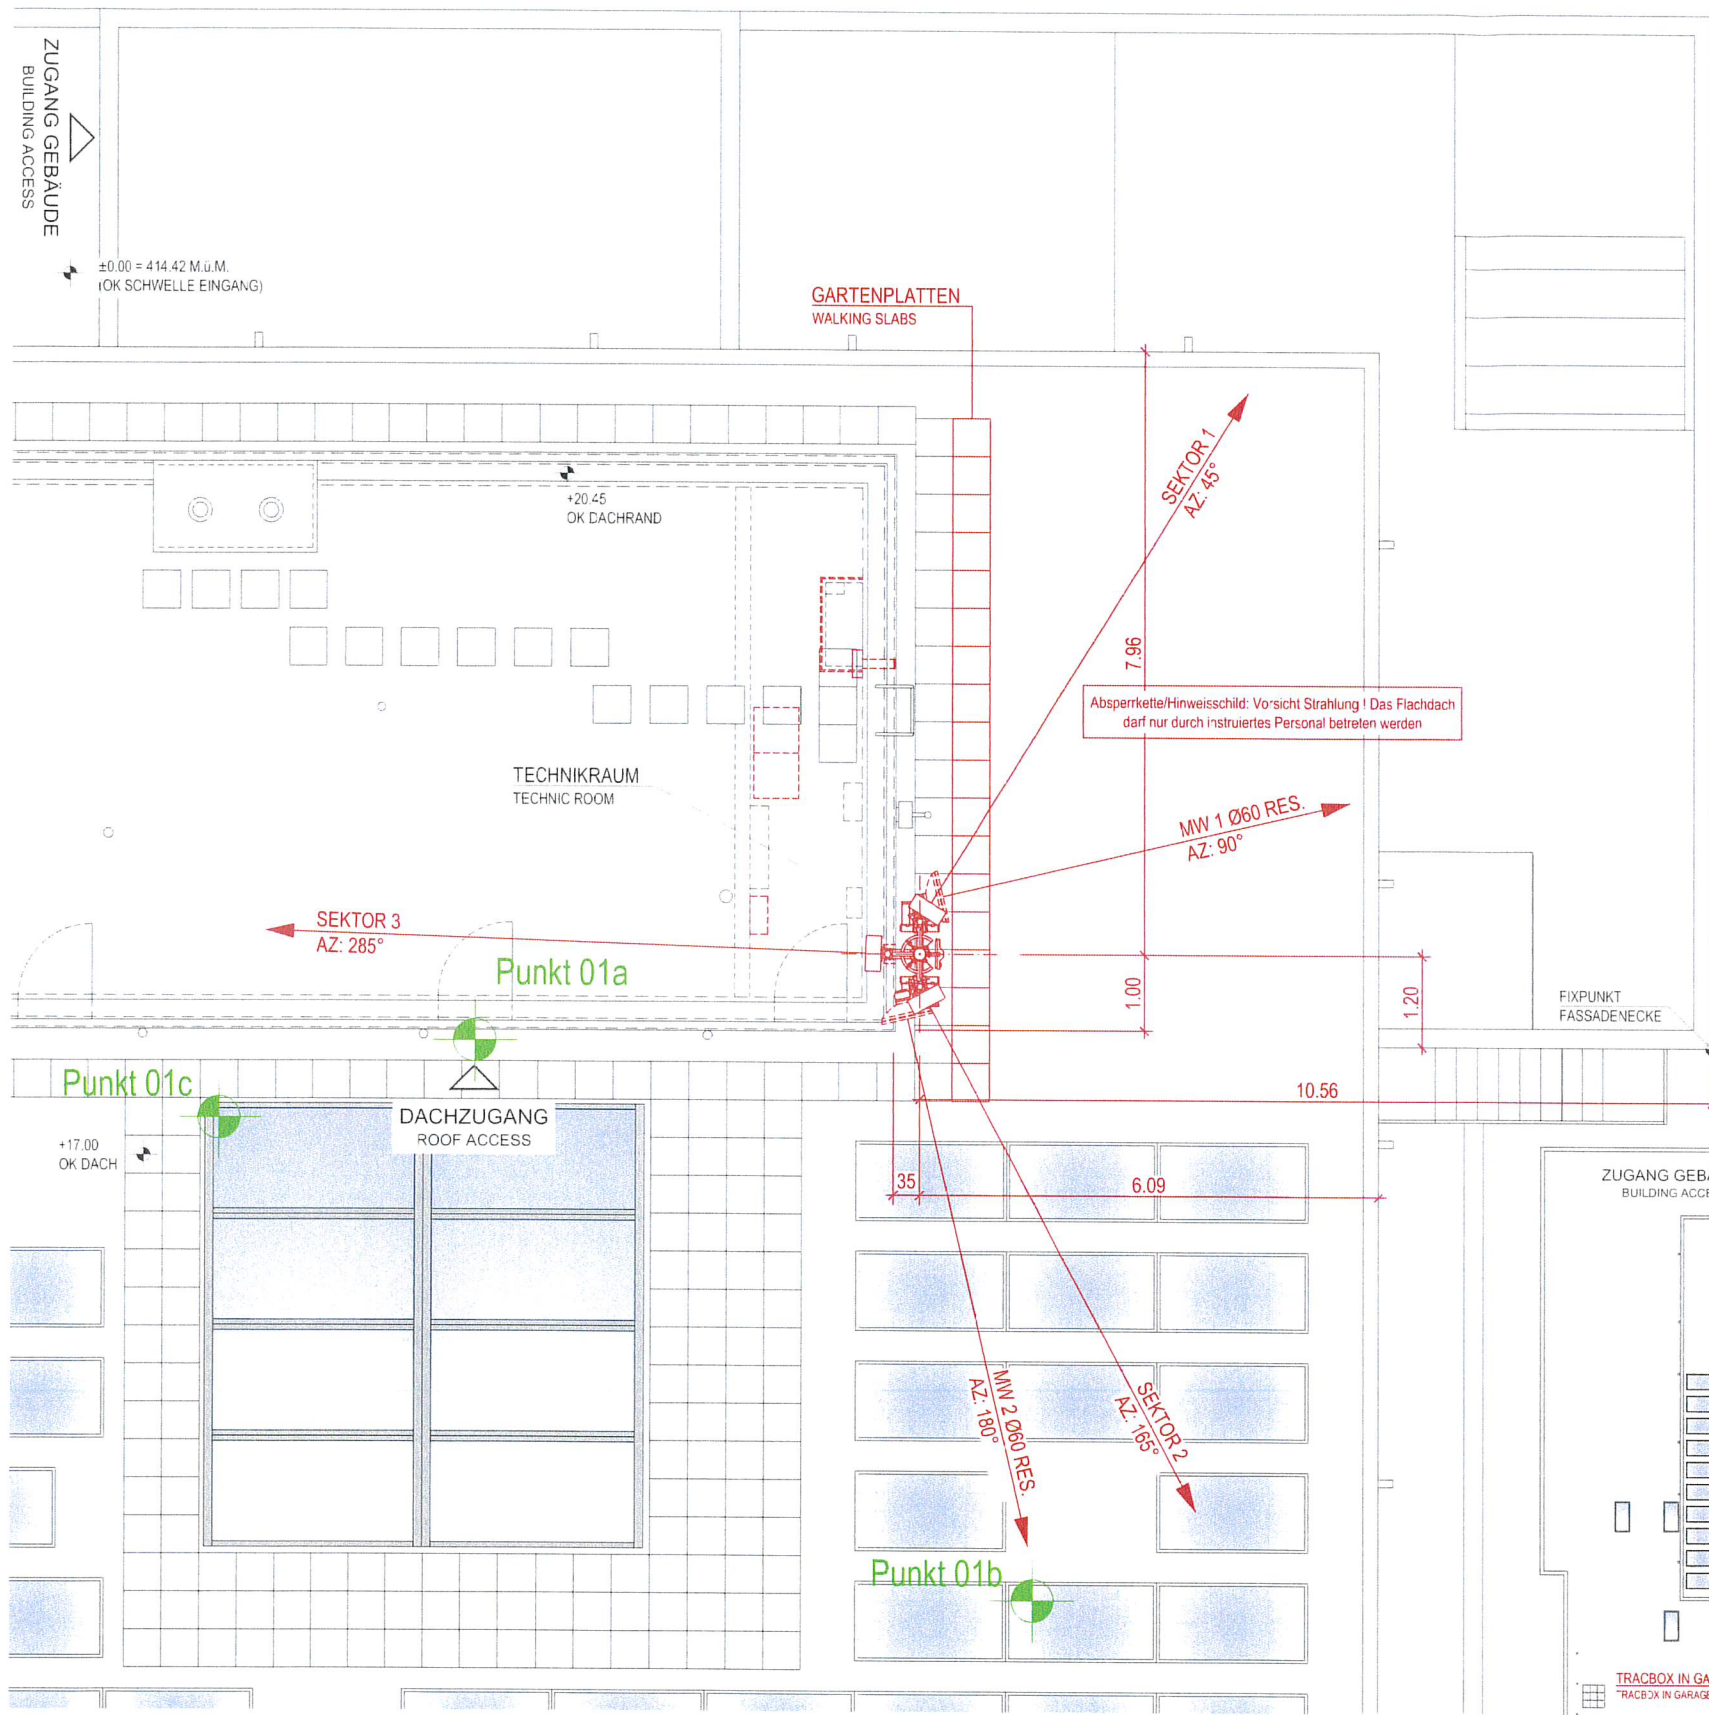 ZUGANG GEBÄUDE
BUILDING ACCESS
±0.00 = 414.42 M.ü.M.
(OK SCHWELLE EINGANG)
GARTENPLATTEN
WALKING SLABS
SEKTOR 1
AZ: 45°
+20.45
OK DACHRAND
7.96
Absperrkette/Hinweisschild: Vorsicht Strahlung ! Das Flachdach
darf nur durch instruiertes Personal betreten werden
TECHNIKRAUM
TECHNIC ROOM
MW 1 Ø60 RES.
AZ: 90°
SEKTOR 3
AZ: 285°
Punkt 01a
1.00
1.20
FIXPUNKT
FASSADENECKE
Punkt 01c
10.56
DACHZUGANG
ROOF ACCESS
+17.00
OK DACH
35
6.09
ZUGANG GEB
BUILDING ACCE
MW 2 Ø60 RES.
AZ: 180°
SEKTOR 2
AZ: 165°
Punkt 01b
TRACBOX IN GA
TRACBOX IN GARAGE